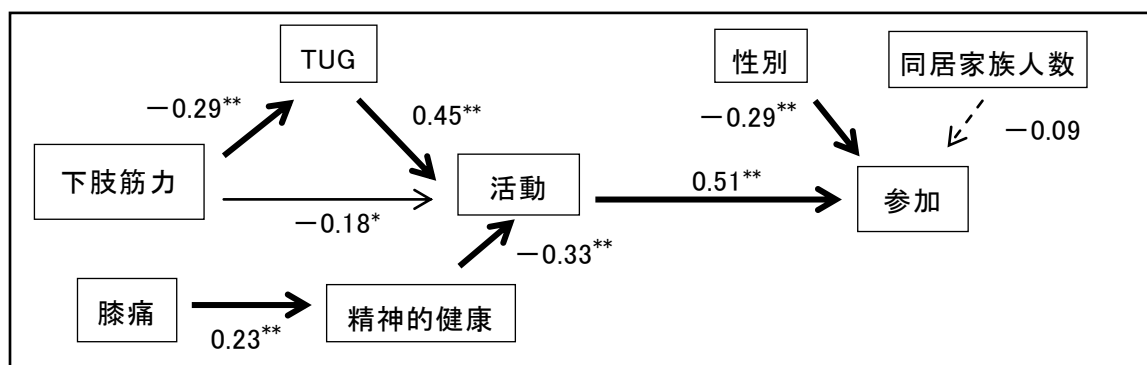 TUG
性別
同居家族人数
－0.29**
0.45**
－0.29**
－0.09
下肢筋力
活動
0.51**
参加
－0.18*
－0.33**
膝痛
精神的健康
0.23**